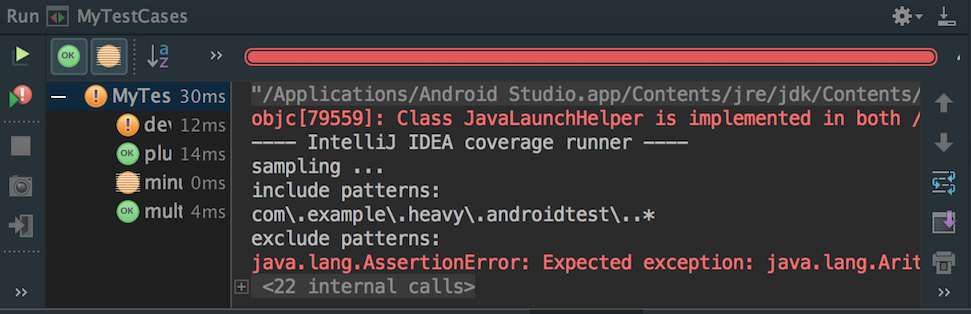 Run MyTestCases
OK
a
z
»
"/Applications/Android Studio.app/Contents/jre/jdk/Contents/
MyTes 30ms
objc[79559]: Class JavaLaunchHelper is implemented in both /
dev 12ms
---- IntelliJ IDEA coverage runner ----
OK plu 14ms
sampling ...
minu 0ms
include patterns:
OK mult 4ms
com\.example\.heavy\.androidtest\..*
exclude patterns:
java.lang.AssertionError: Expected exception: java.lang.Arit
<22 internal calls>
»
»